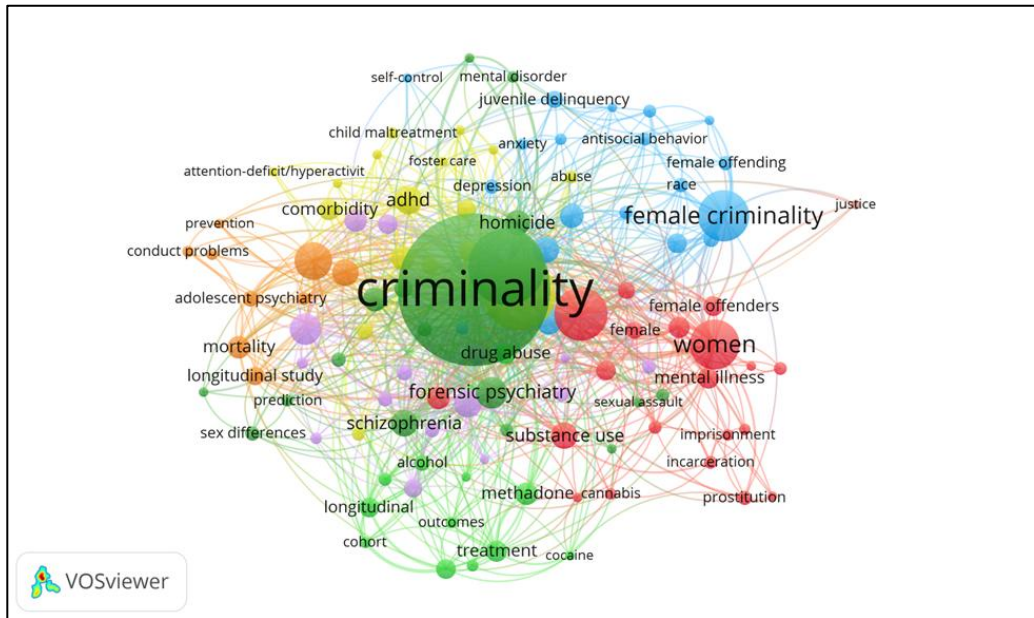 self-control
mental disorder
juvenile delinquency
child maltreatment
anxiety
antisocial behavior
foster care
female offending
attention-deficit/hyperactivit
depression
abuse
race
adhd
comorbidity
justice
female criminality
homicide
prevention
conduct problems
criminality
adolescent psychiatry
female offenders
female
women
mortality
drug abuse
longitudinal study
mental illness
forensic psychiatry
prediction
sexual assault
schizophrenia
sex differences
substance use
imprisonment
alcohol
incarceration
methadone
cannabis
prostitution
longitudinal
outcomes
cohort
treatment
cocaine
VOSviewer